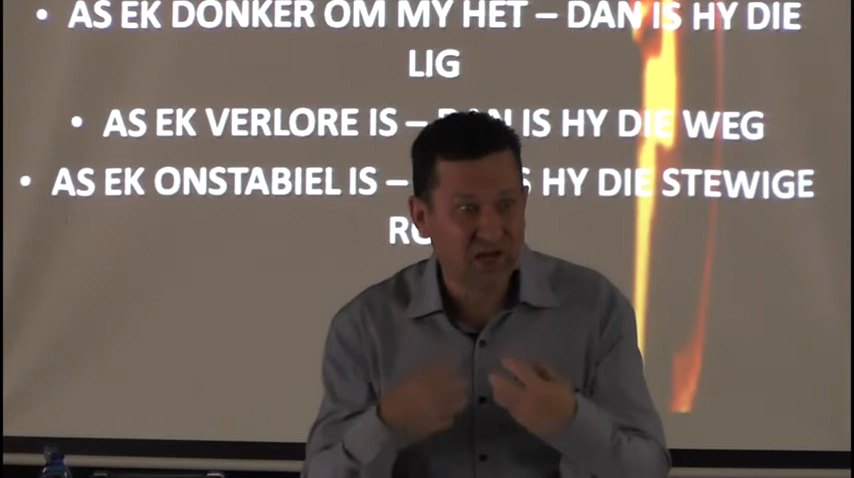 • AS EK DONKER OM MY HET – DAN IS HY DIE
LIG
• AS EK VERLORE IS – DAN IS HY DIE WEG
• AS EK ONSTABIEL IS – HY DIE STEWIGE